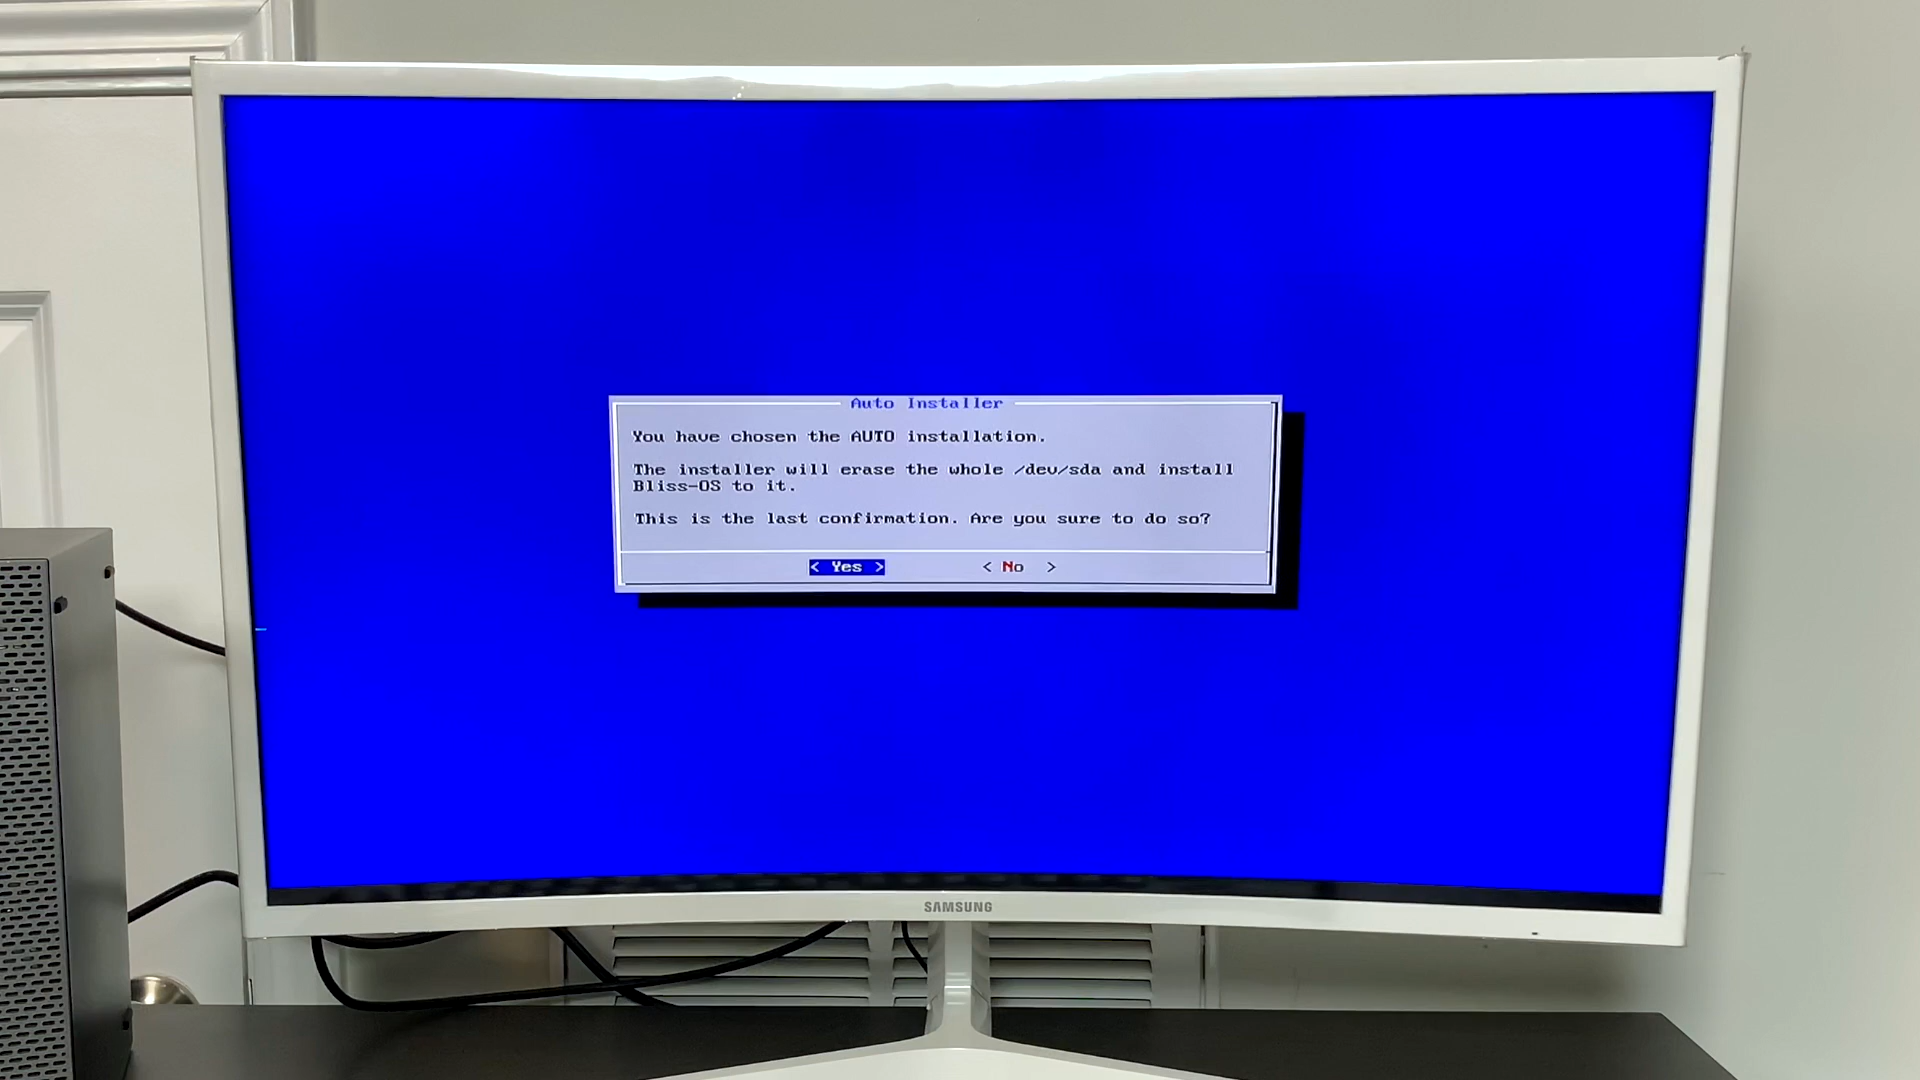 Auto Installer
You have chosen the AUTO installation.
The installer will erase the whole /dev/sda and install
Bliss-OS to it.
This is the last confirmation. Are you sure to do so?
< Yes > < No >
SAMSUNG